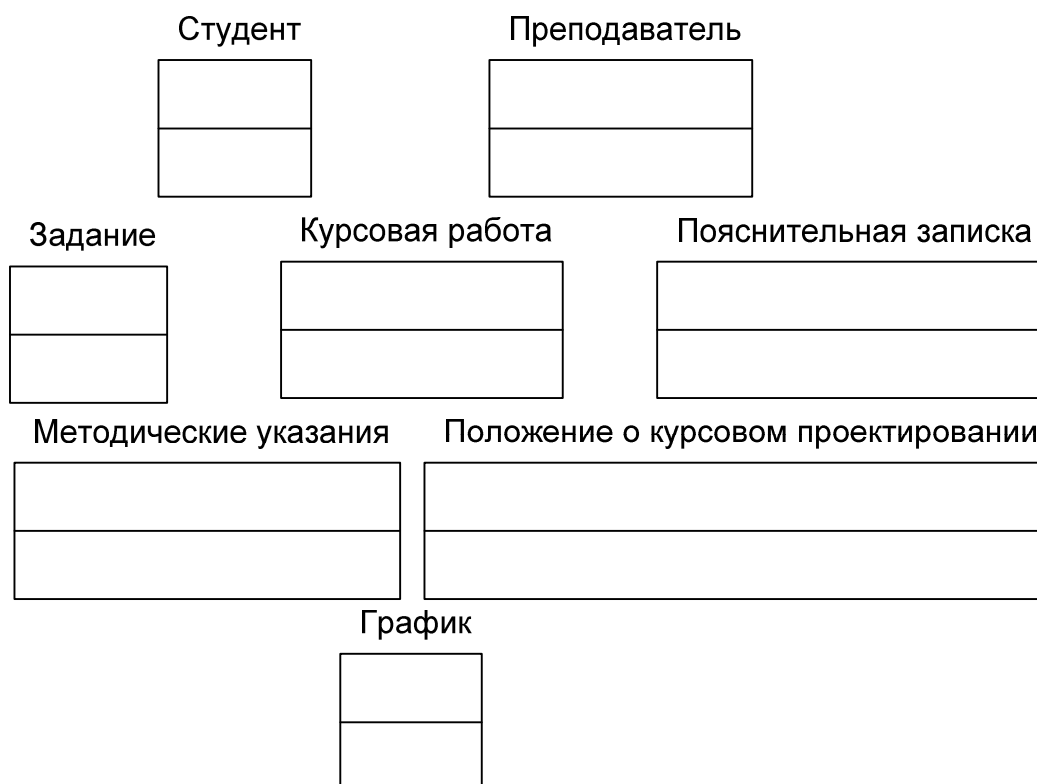 Студент
Преподаватель
Задание
Курсовая работа
Пояснительная записка
Методические указания
Положение о курсовом проектировании
График